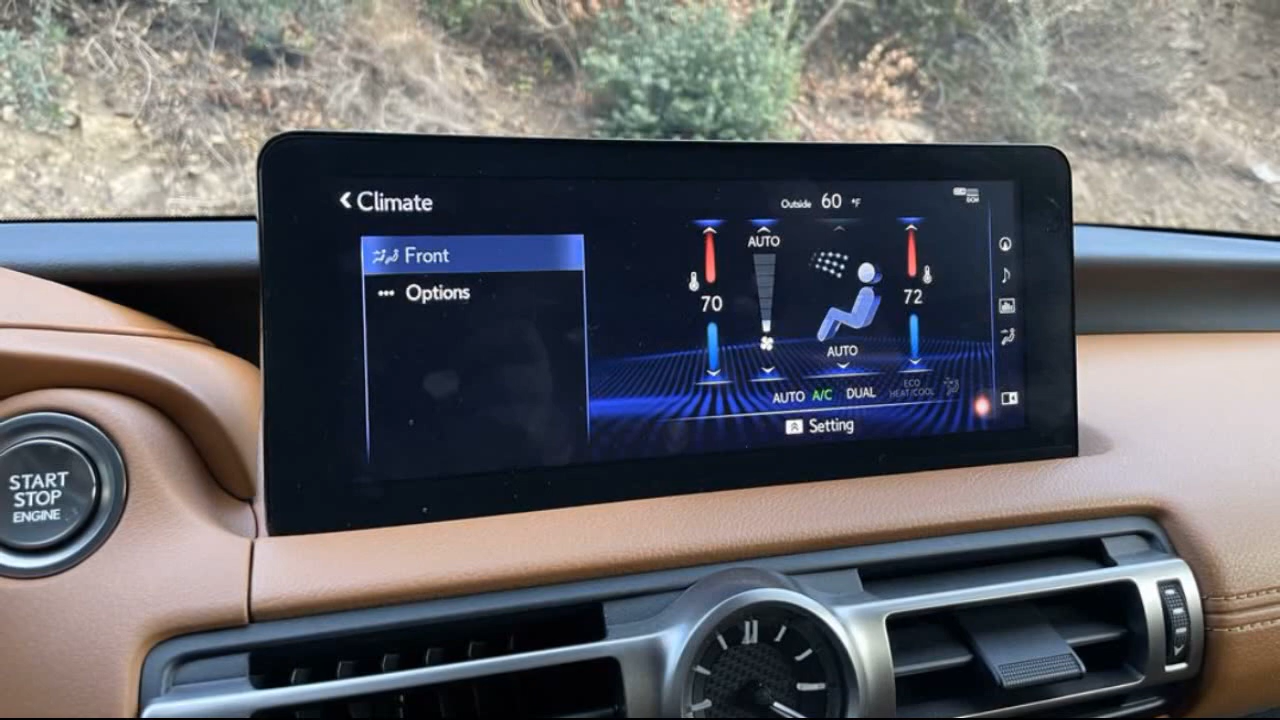 Climate
Outside 60 °F
Front
Options
AUTO
70
72
AUTO
AUTO A/C DUAL ECO HEAT/COOL
Setting
START
STOP
ENGINE